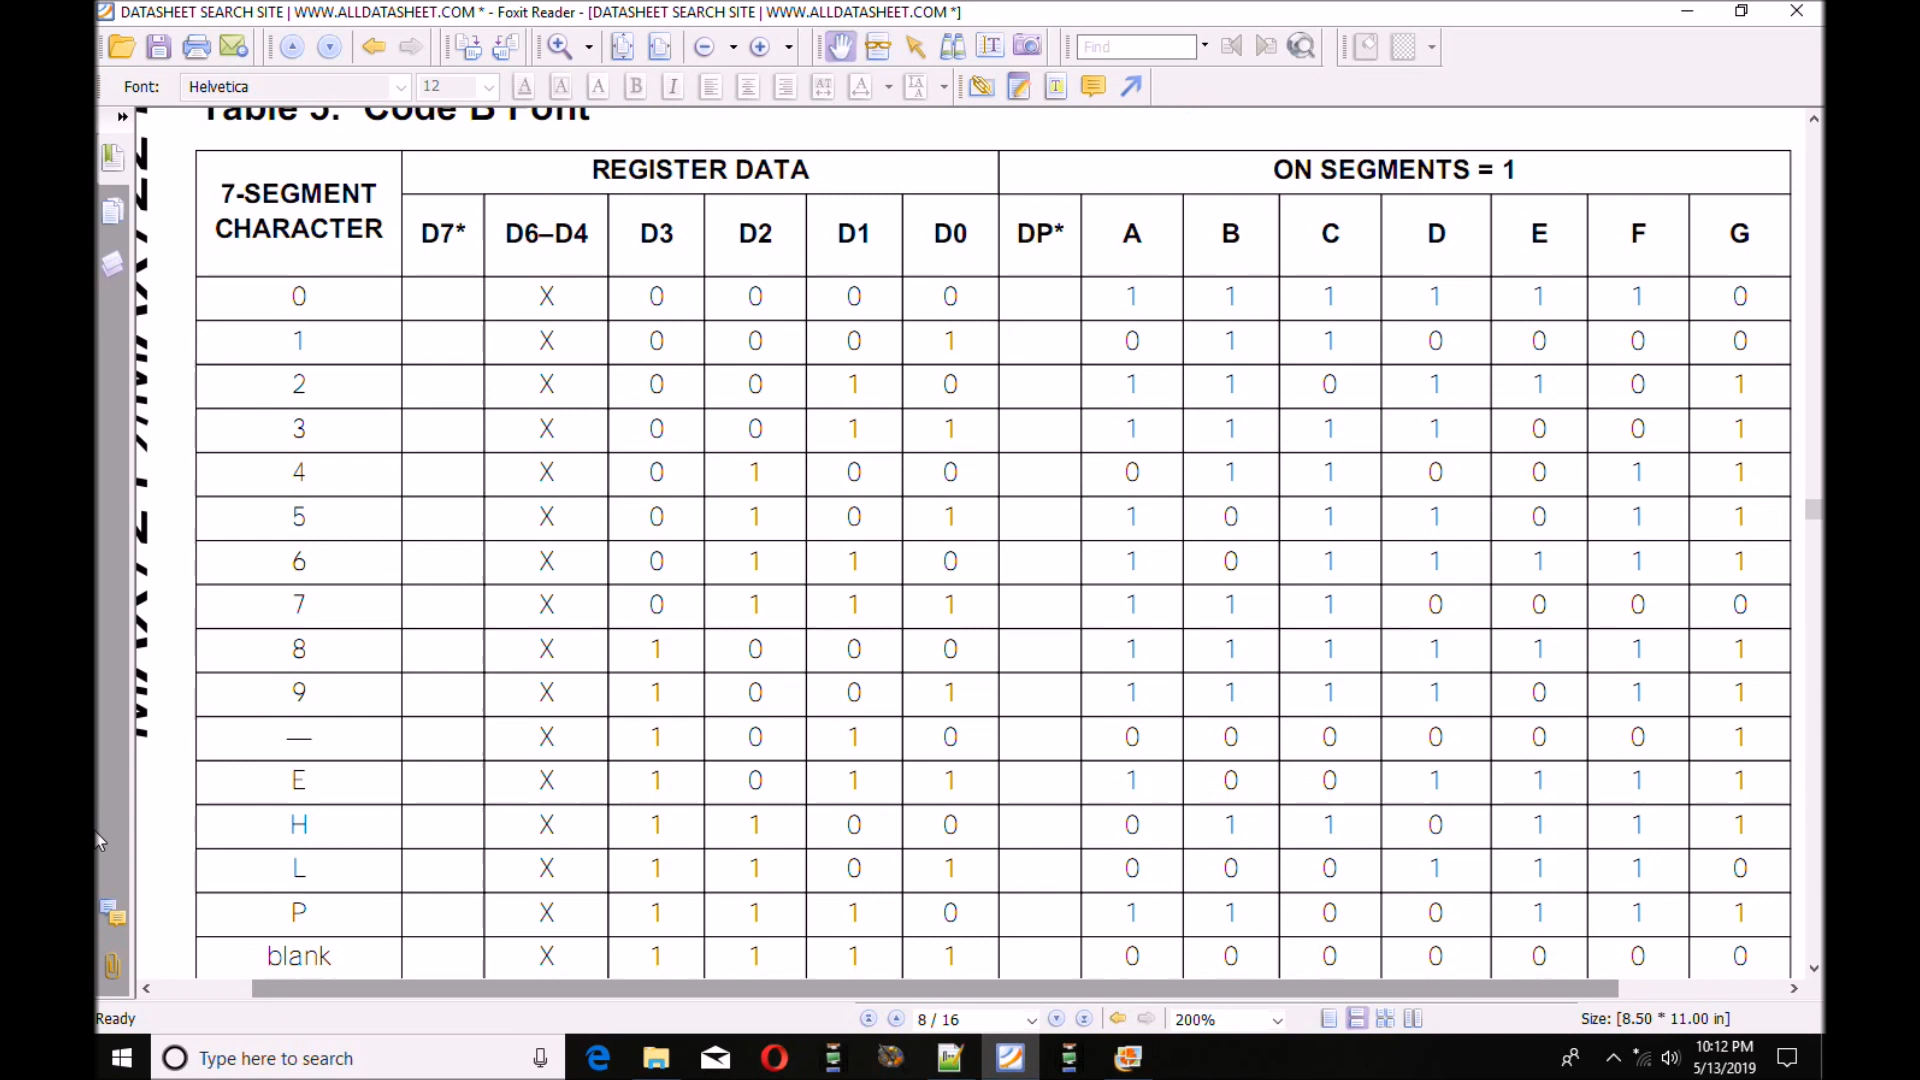 DATASHEET SEARCH SITE | WWW.ALLDATASHEET.COM * - Foxit Reader - [DATASHEET SEARCH SITE | WWW.ALLDATASHEET.COM *]
Find
Font: Helvetica 12
Table 5. Code B Font
7-SEGMENT CHARACTER REGISTER DATA ON SEGMENTS = 1
D7* D6–D4 D3 D2 D1 D0 DP* A B C D E F G
0 X 0 0 0 0 1 1 1 1 1 1 0
1 X 0 0 0 1 0 1 1 0 0 0 0
2 X 0 0 1 0 1 1 0 1 1 0 1
3 X 0 0 1 1 1 1 1 1 0 0 1
4 X 0 1 0 0 0 1 1 0 0 1 1
5 X 0 1 0 1 1 0 1 1 0 1 1
6 X 0 1 1 0 1 0 1 1 1 1 1
7 X 0 1 1 1 1 1 1 0 0 0 0
8 X 1 0 0 0 1 1 1 1 1 1 1
9 X 1 0 0 1 1 1 1 1 0 1 1
— X 1 0 1 0 0 0 0 0 0 0 1
E X 1 0 1 1 1 0 0 1 1 1 1
H X 1 1 0 0 0 1 1 0 1 1 1
L X 1 1 0 1 0 0 0 1 1 1 0
P X 1 1 1 0 1 1 0 0 1 1 1
blank X 1 1 1 1 0 0 0 0 0 0 0
Ready 8 / 16 200% Size: [8.50 * 11.00 in]
Type here to search 10:12 PM
5/13/2019